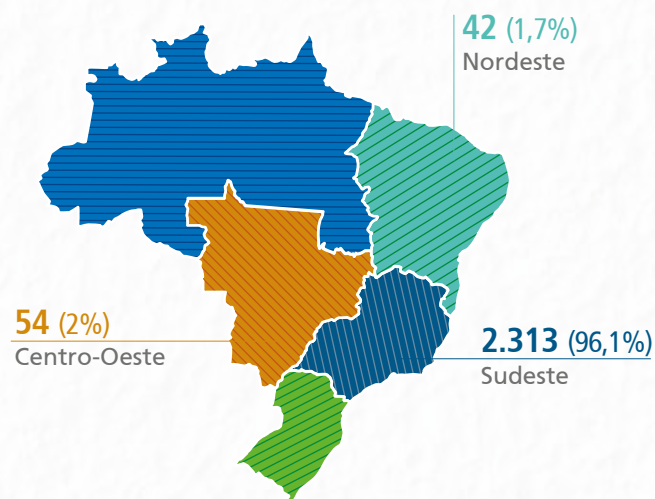 42 (1,7%)
Nordeste
54 (2%)
Centro-Oeste
2.313 (96,1%)
Sudeste